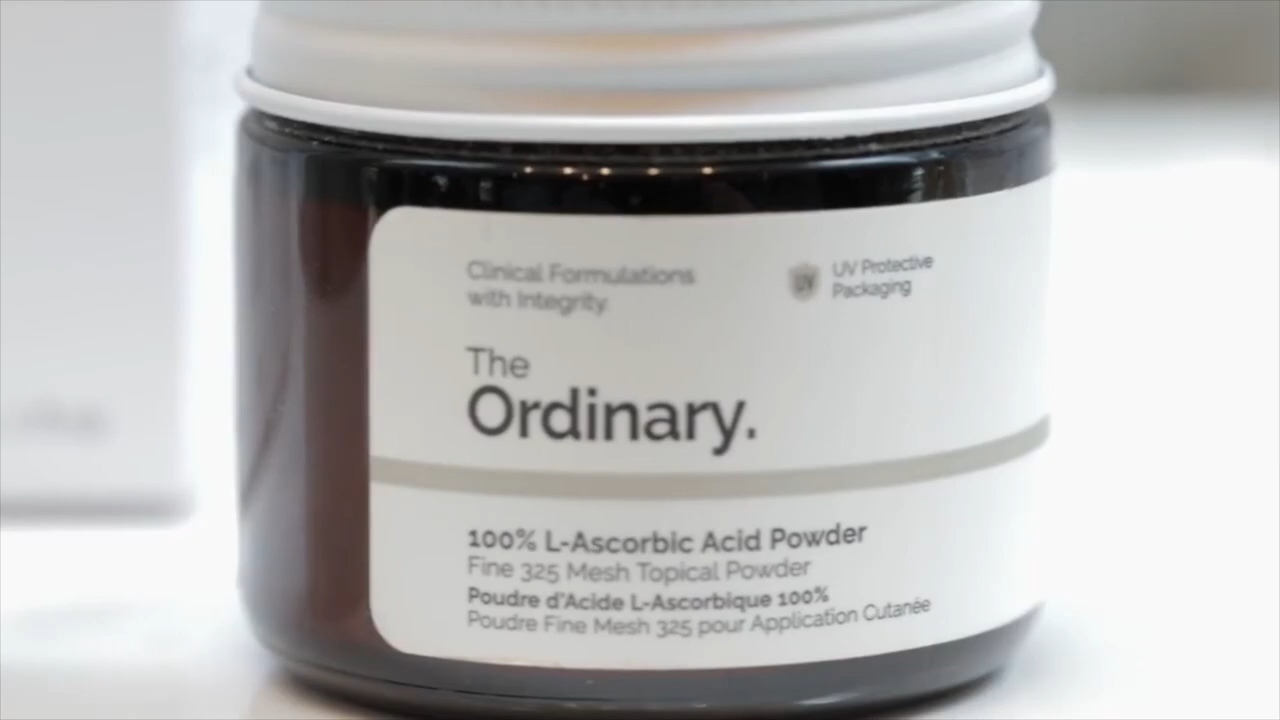 Clinical Formulations
with Integrity.
UV
UV Protective
Packaging
The
Ordinary.
100% L-Ascorbic Acid Powder
Fine 325 Mesh Topical Powder
Poudre d'Acide L-Ascorbique 100%
Poudre Fine Mesh 325 pour Application Cutanée